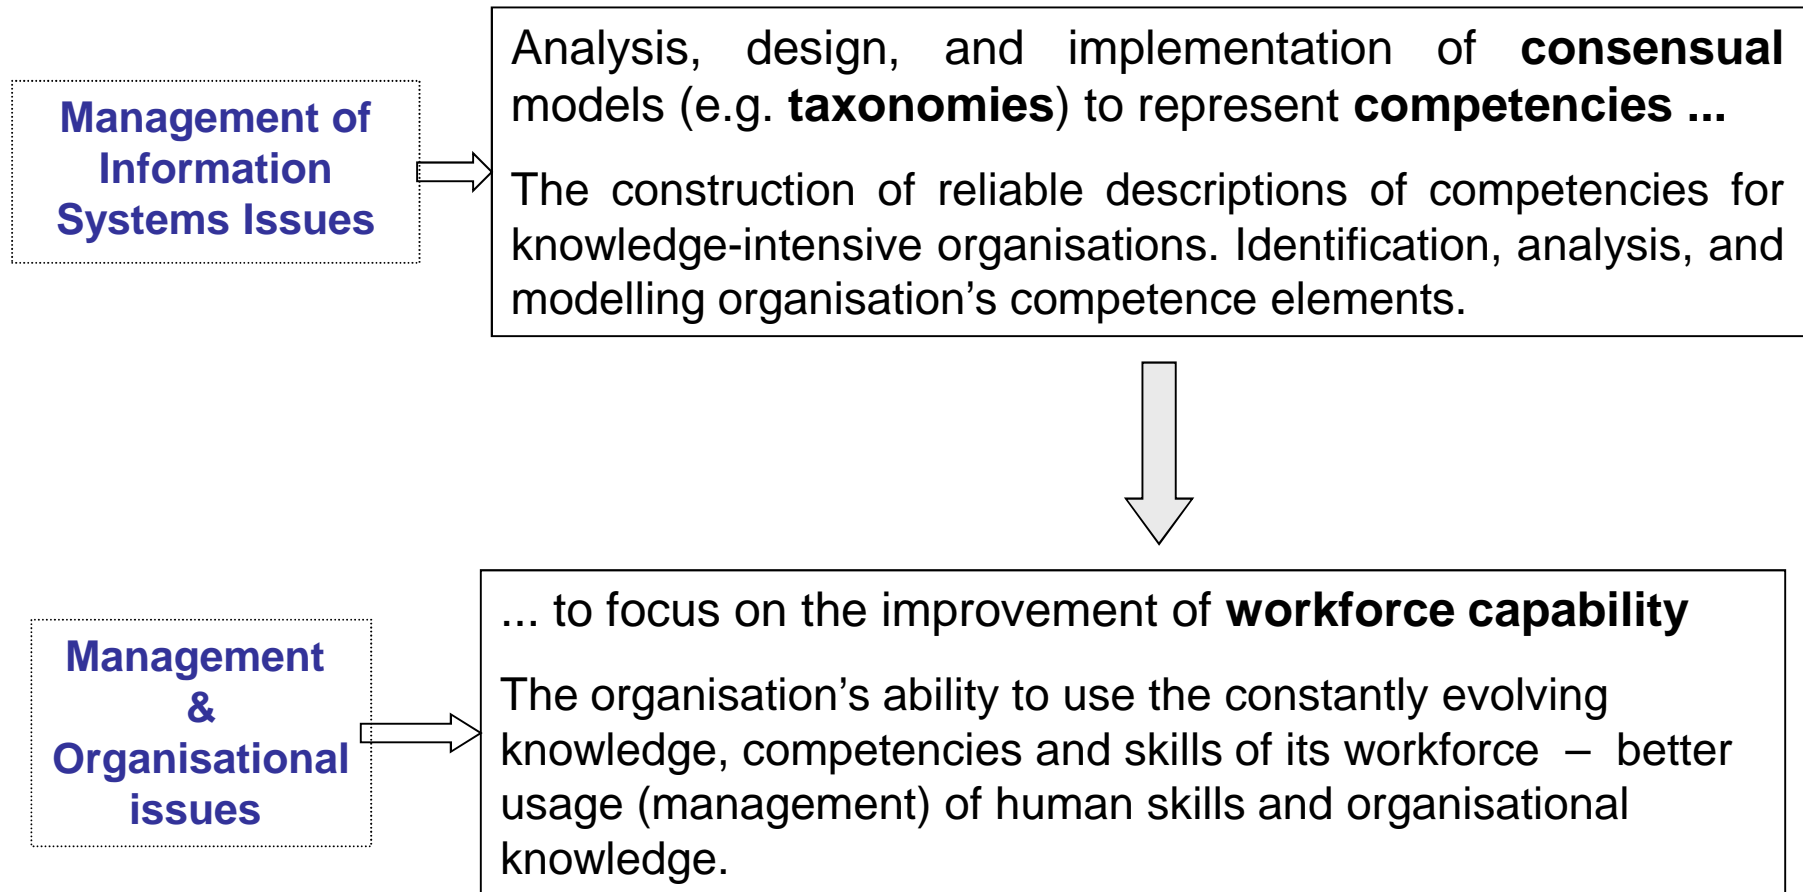 Management of
Information
Systems Issues
Analysis, design, and implementation of consensual
models (e.g. taxonomies) to represent competencies ...
The construction of reliable descriptions of competencies for
knowledge-intensive organisations. Identification, analysis, and
modelling organisation’s competence elements.
Management
&
Organisational
issues
... to focus on the improvement of workforce capability
The organisation’s ability to use the constantly evolving
knowledge, competencies and skills of its workforce – better
usage (management) of human skills and organisational
knowledge.